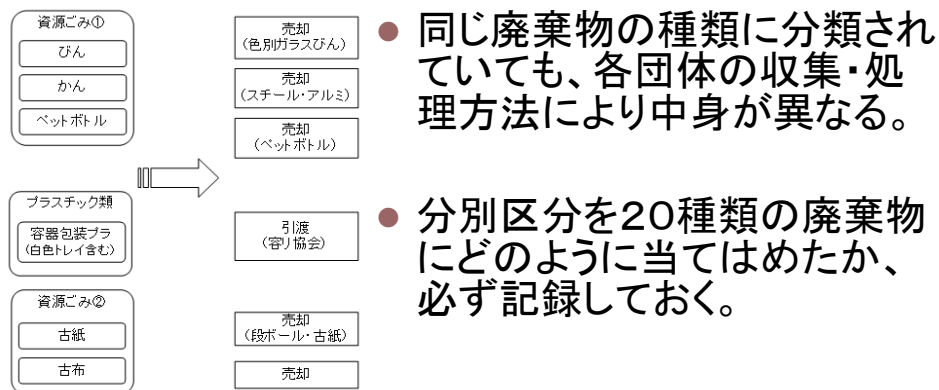 資源ごみ①
びん
かん
ペットボトル
プラスチック類
容器包装プラ
(白色トレイ含む)
資源ごみ②
古紙
古布
売却
(色別ガラスびん)
売却
(スチール・アルミ)
売却
(ペットボトル)
引渡
(容リ協会)
売却
(段ボール・古紙)
売却
● 同じ廃棄物の種類に分類され
ていても、各団体の収集・処
理方法により中身が異なる。
● 分別区分を20種類の廃棄物
にどのように当てはめたか、
必ず記録しておく。